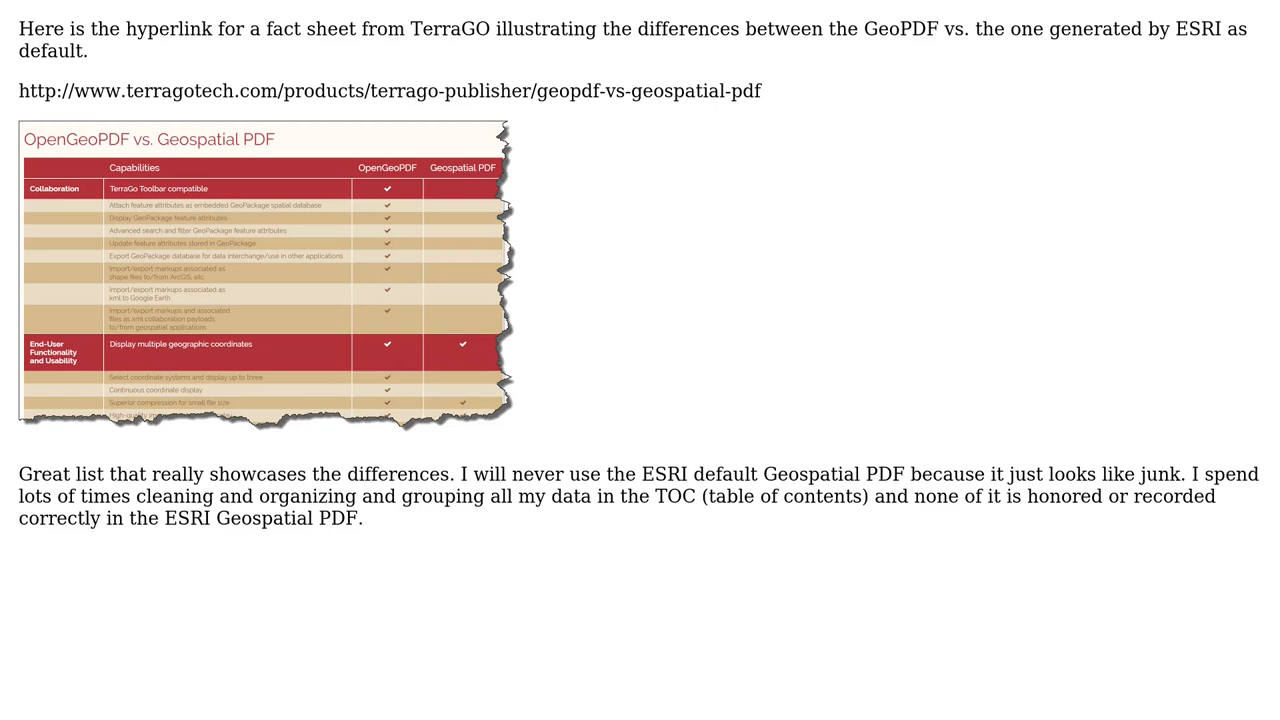 Here is the hyperlink for a fact sheet from TerraGO illustrating the differences between the GeoPDF vs. the one generated by ESRI as
default.
http://www.terragotech.com/products/terrago-publisher/geopdf-vs-geospatial-pdf
OpenGeoPDF vs. Geospatial PDF
Capabilities OpenGeoPDF Geospatial PDF
Collaboration TerraGo Toolbar compatible ✓
Attach feature attributes as embedded GeoPackage spatial database ✓
Display GeoPackage feature attributes ✓
Advanced search and filter GeoPackage feature attributes ✓
Update feature attributes stored in GeoPackage ✓
Export GeoPackage database for data interchange/use in other applications ✓
Import/export markups associated as ✓
shape files to/from ArcGIS, etc.
Import/export markups associated as ✓
kml to Google Earth
Import/export markups and associated ✓
files as xml collaboration payloads
to/from geospatial applications
End-User Display multiple geographic coordinates ✓ ✓
Functionality
and Usability
Select coordinate systems and display up to three ✓
Continuous coordinate display ✓
Superior compression for small file size ✓ ✓
High-quality
Great list that really showcases the differences. I will never use the ESRI default Geospatial PDF because it just looks like junk. I spend
lots of times cleaning and organizing and grouping all my data in the TOC (table of contents) and none of it is honored or recorded
correctly in the ESRI Geospatial PDF.